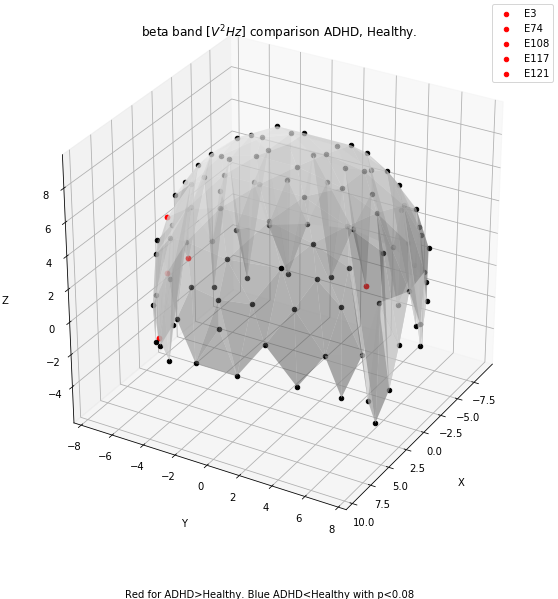 beta band [V²Hz] comparison ADHD, Healthy.
E3
E74
E108
E117
E121
8
6
4
2
0
−2
−4
Z
−8
−6
−4
−2
0
2
4
6
8
Y
−7.5
−5.0
−2.5
0.0
2.5
5.0
7.5
10.0
X
Red for ADHD>Healthy. Blue ADHD<Healthy with p<0.08